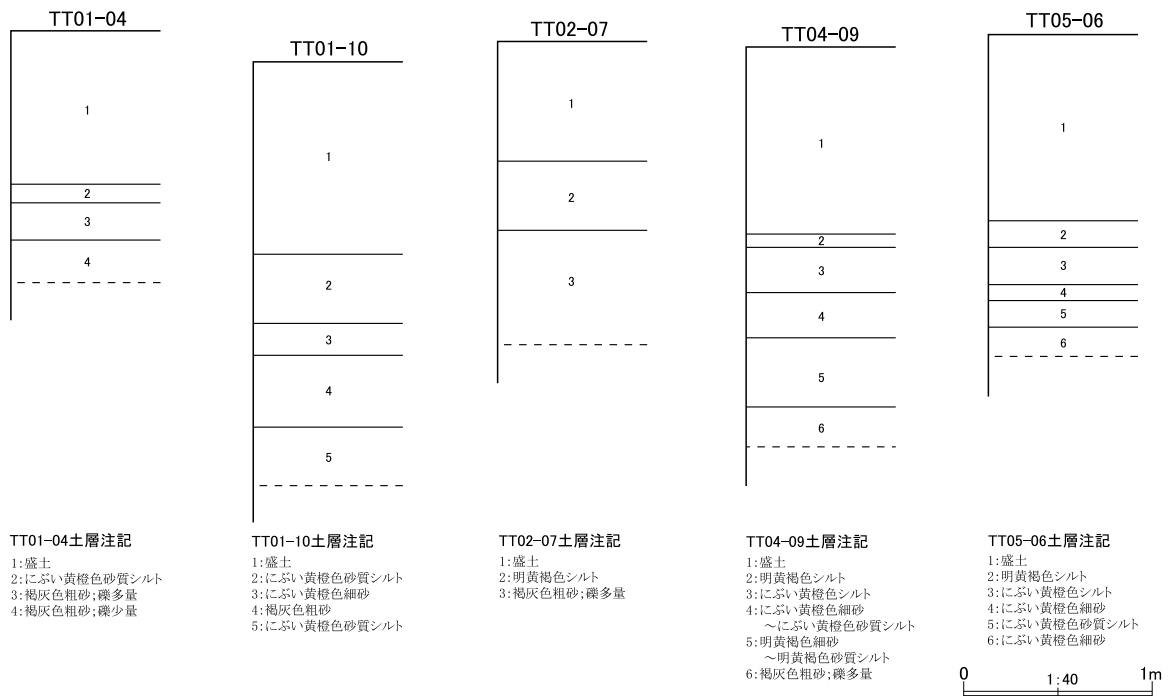 TT01-04
1
2
3
4
TT01-10
1
2
3
4
5
TT02-07
1
2
3
TT04-09
1
2
3
4
5
6
TT05-06
1
2
3
4
5
6
TT01-04土層注記
1:盛土
2:にぶい黄橙色砂質シルト
3:褐灰色粗砂;礫多量
4:褐灰色粗砂;礫少量
TT01-10土層注記
1:盛土
2:にぶい黄橙色砂質シルト
3:にぶい黄橙色細砂
4:褐灰色粗砂
5:にぶい黄橙色砂質シルト
TT02-07土層注記
1:盛土
2:明黄褐色シルト
3:褐灰色粗砂;礫多量
TT04-09土層注記
1:盛土
2:明黄褐色シルト
3:にぶい黄橙色シルト
4:にぶい黄橙色細砂
～にぶい黄橙色砂質シルト
5:明黄褐色細砂
～明黄褐色砂質シルト
6:褐灰色粗砂;礫多量
TT05-06土層注記
1:盛土
2:明黄褐色シルト
3:にぶい黄橙色シルト
4:にぶい黄橙色細砂
5:にぶい黄橙色砂質シルト
6:にぶい黄橙色細砂
0 1:40 1m